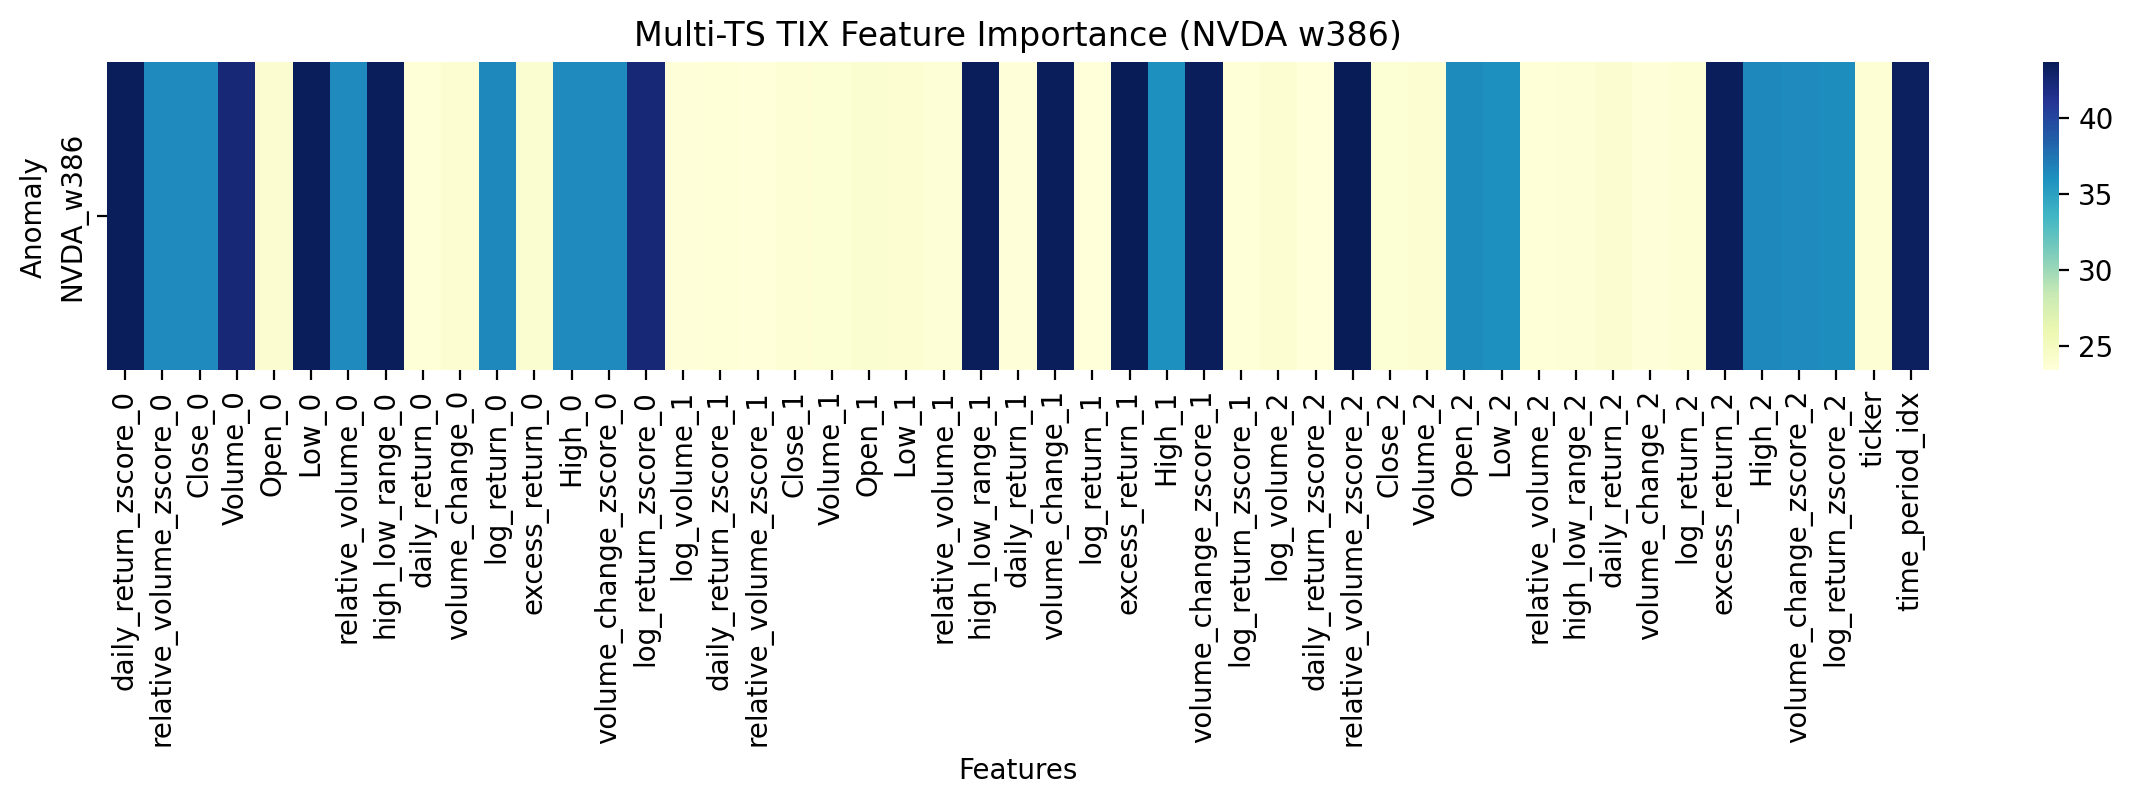 Multi-TS TIX Feature Importance (NVDA w386)
Anomaly
NVDA_w386
40
35
30
25
daily_return_zscore_0
relative_volume_zscore_0
Close_0
Volume_0
Open_0
Low_0
relative_volume_0
high_low_range_0
daily_return_0
volume_change_0
log_return_0
excess_return_0
High_0
volume_change_zscore_0
log_return_zscore_0
log_volume_1
daily_return_zscore_1
relative_volume_zscore_1
Close_1
Volume_1
Open_1
Low_1
relative_volume_1
high_low_range_1
daily_return_1
volume_change_1
log_return_1
excess_return_1
High_1
volume_change_zscore_1
log_return_zscore_1
log_volume_2
daily_return_zscore_2
relative_volume_zscore_2
Close_2
Volume_2
Open_2
Low_2
relative_volume_2
high_low_range_2
daily_return_2
volume_change_2
log_return_2
excess_return_2
High_2
volume_change_zscore_2
log_return_zscore_2
ticker
time_period_idx
Features